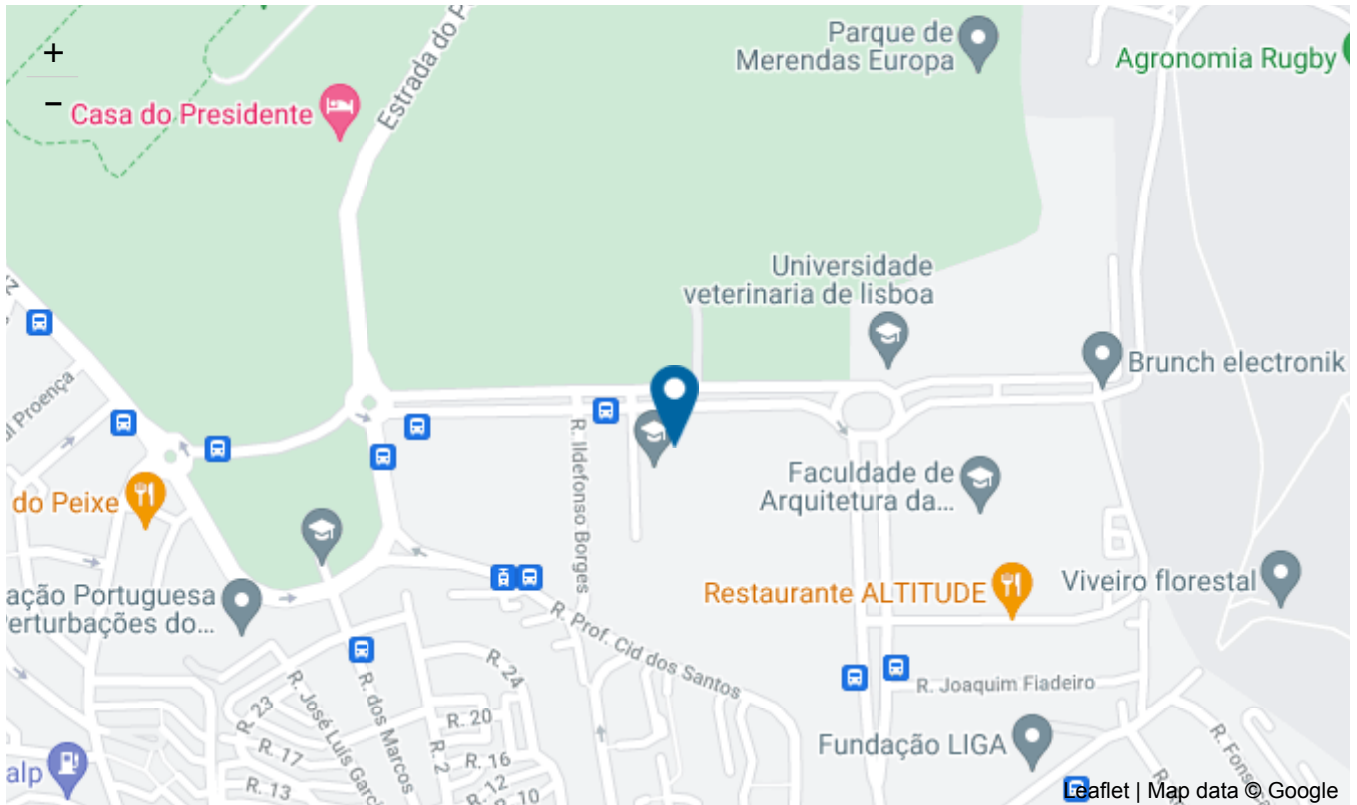 +
−
Casa do Presidente
Estrada do P
Parque de
Merendas Europa
Agronomia Rugby
Universidade
veterinaria de lisboa
Brunch electronik
ul Proença
do Peixe
R. Ildefonso Borges
Faculdade de
Arquitetura da...
ação Portuguesa
erturbações do...
Restaurante ALTITUDE
Viveiro florestal
R. Prof. Cid dos Santos
R. 24
R. Joaquim Fiadeiro
R. 23
R. José Luís Garc
R. dos Marcos
R. 20
R. 2
R. 17
R. 16
Fundação LIGA
R. Fons
alp
R. 13
R. 12
R. 10
Leaflet | Map data © Google